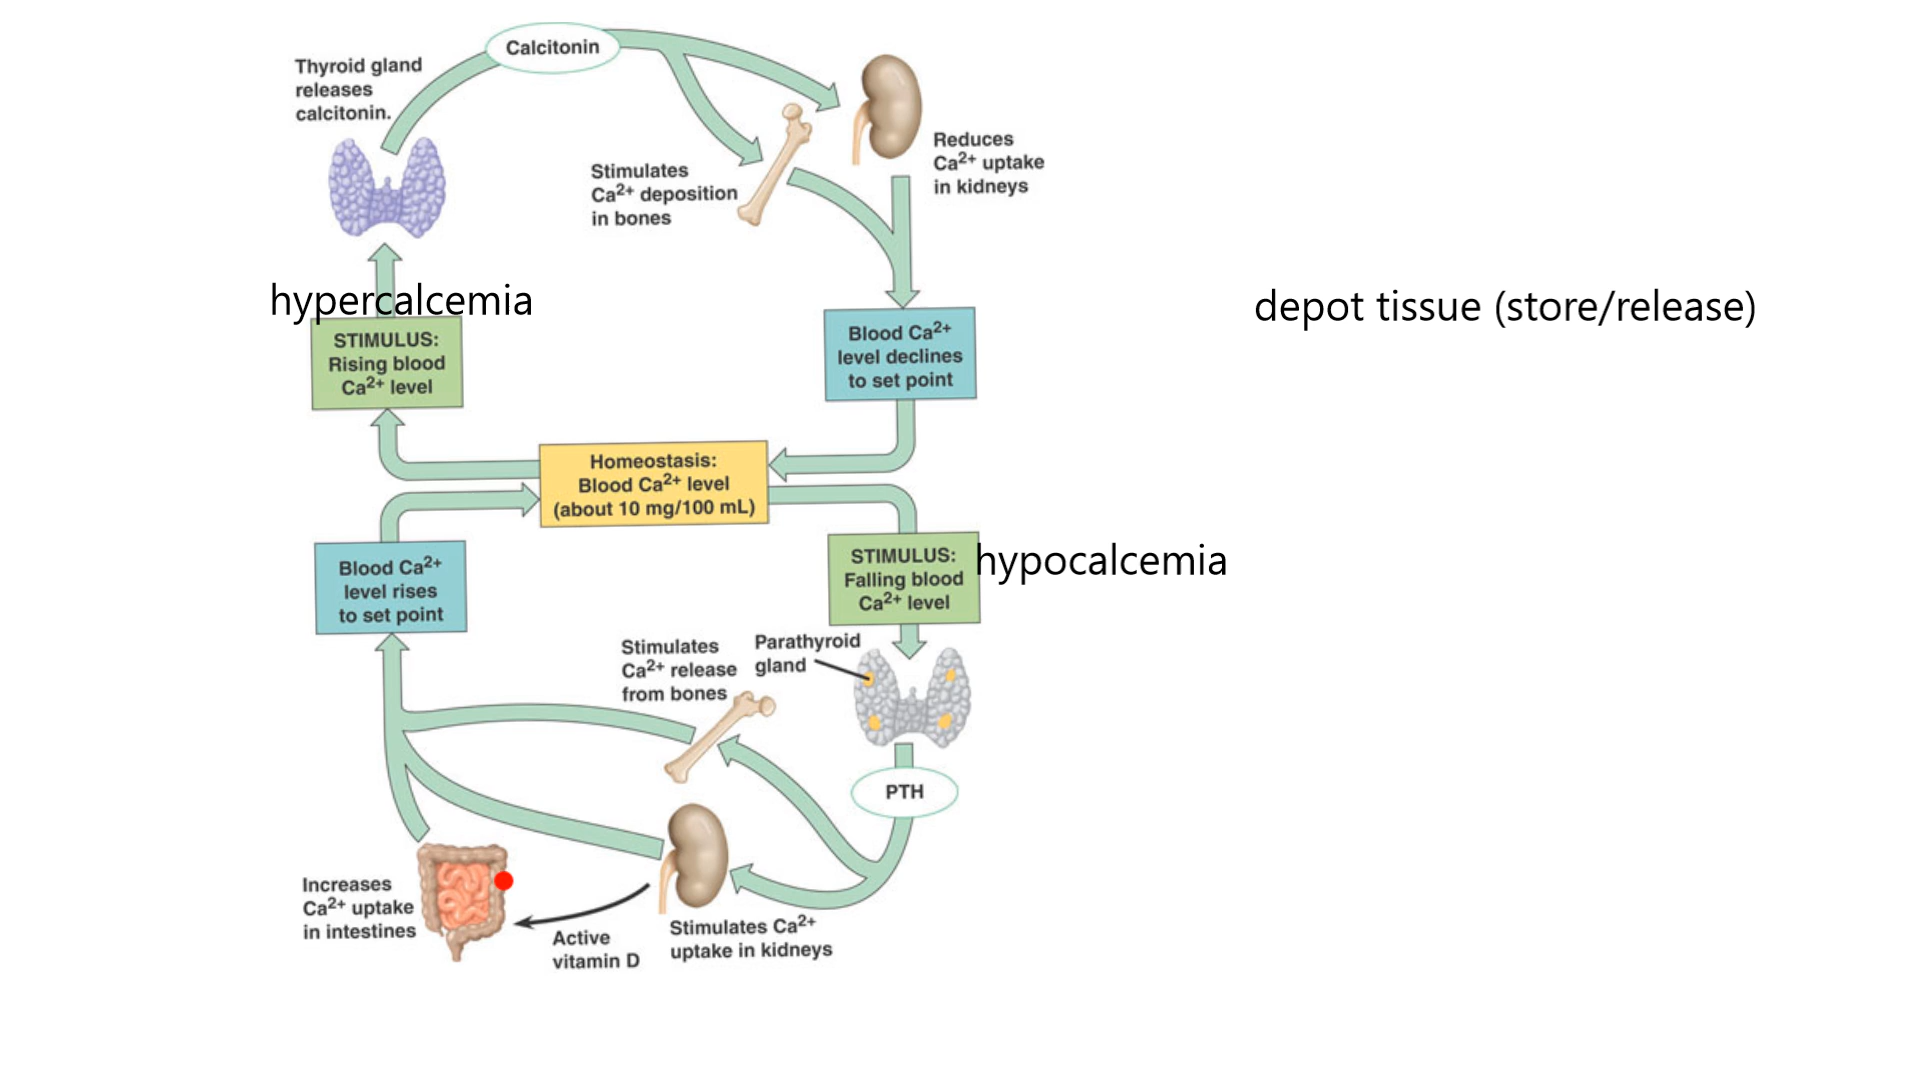 Calcitonin
Thyroid gland
releases
calcitonin.
Stimulates
Ca2+ deposition
in bones
Reduces
Ca2+ uptake
in kidneys
hypercalcemia
depot tissue (store/release)
STIMULUS:
Rising blood
Ca2+ level
Blood Ca2+
level declines
to set point
Homeostasis:
Blood Ca2+ level
(about 10 mg/100 mL)
Blood Ca2+
level rises
to set point
STIMULUS:
Falling blood
Ca2+ level
hypocalcemia
Stimulates
Ca2+ release
from bones
Parathyroid
gland
PTH
Increases
Ca2+ uptake
in intestines
Active
vitamin D
Stimulates Ca2+
uptake in kidneys